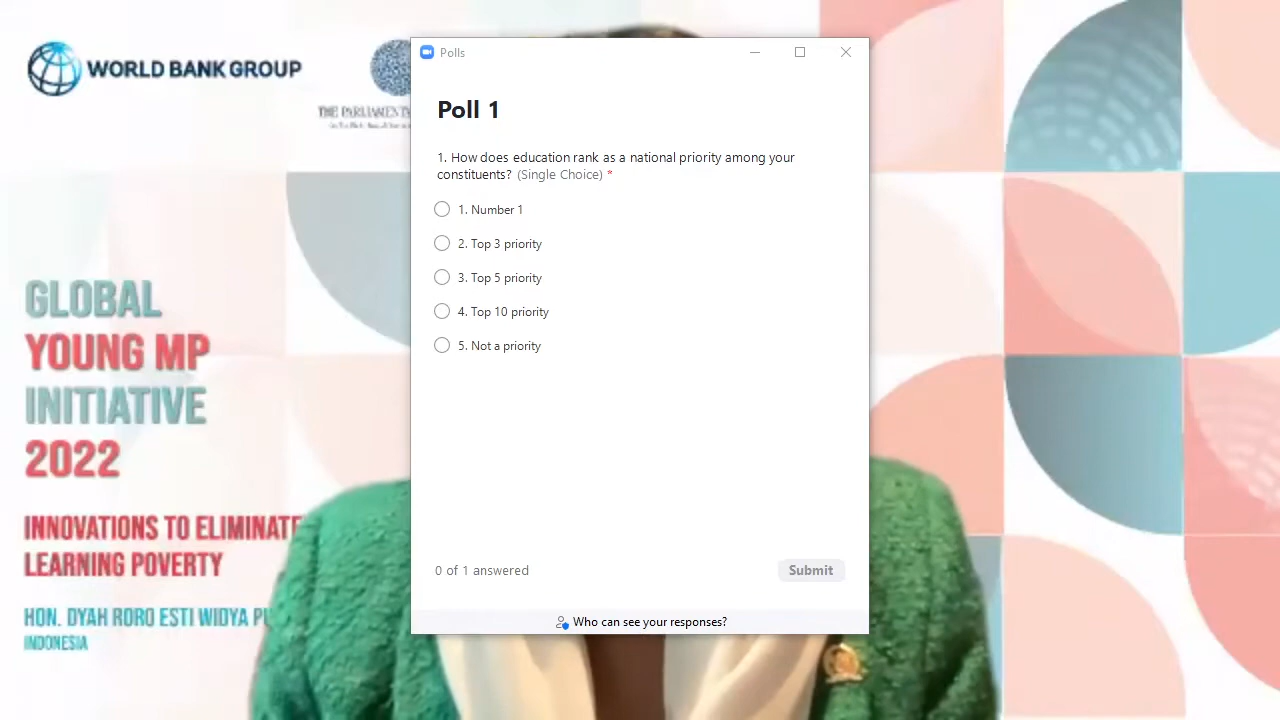 WORLD BANK GROUP
THE PARLIAMENTA
GLOBAL
YOUNG MP
INITIATIVE
2022
INNOVATIONS TO ELIMINATE
LEARNING POVERTY
HON. DYAH RORO ESTI WIDYA PU
INDONESIA
Polls
Poll 1
1. How does education rank as a national priority among your
constituents? (Single Choice) *
1. Number 1
2. Top 3 priority
3. Top 5 priority
4. Top 10 priority
5. Not a priority
0 of 1 answered
Submit
Who can see your responses?